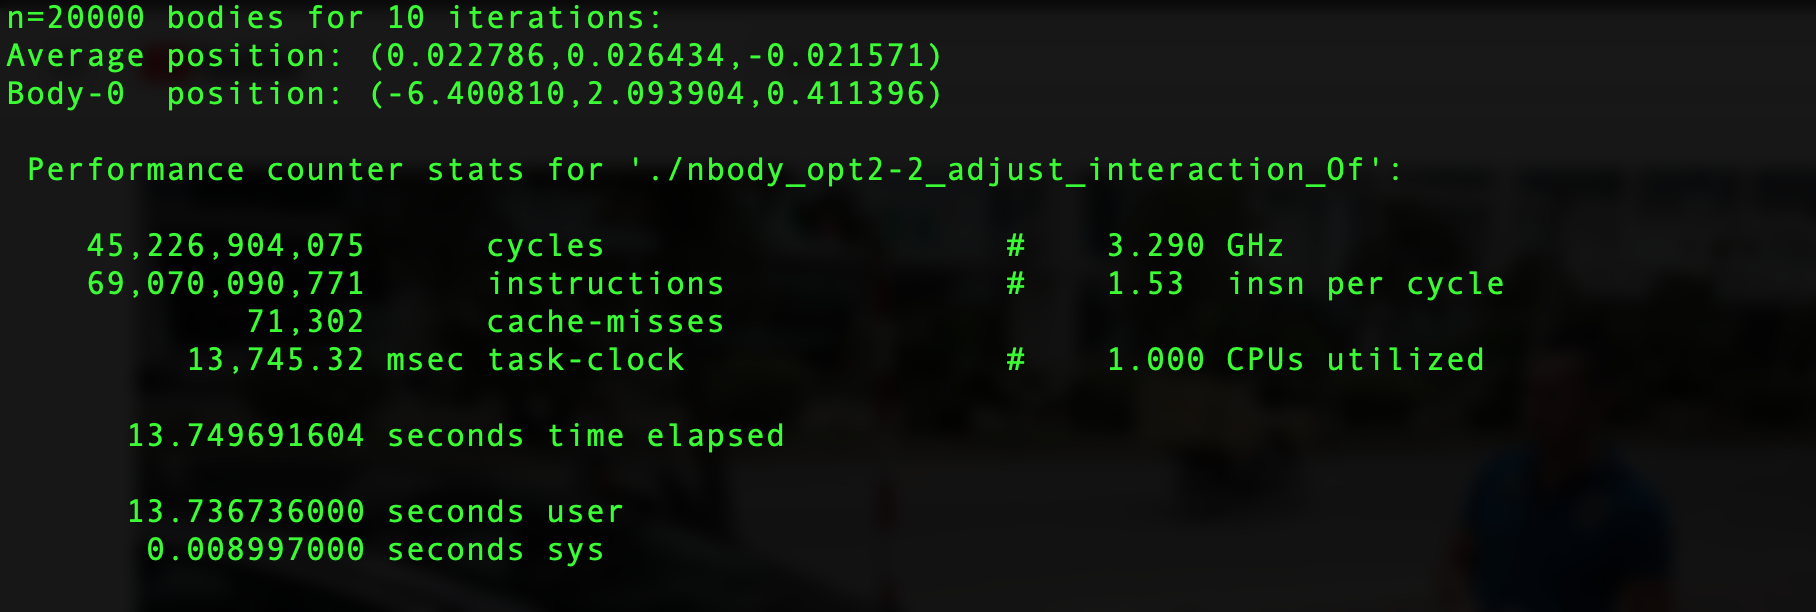 n=20000 bodies for 10 iterations:
Average position: (0.022786,0.026434,-0.021571)
Body-0  position: (-6.400810,2.093904,0.411396)
Performance counter stats for './nbody_opt2-2_adjust_interaction_Of':
45,226,904,075      cycles                    #    3.290 GHz
69,070,090,771      instructions              #    1.53  insn per cycle
71,302      cache-misses
13,745.32 msec task-clock                #    1.000 CPUs utilized
13.749691604 seconds time elapsed
13.736736000 seconds user
0.008997000 seconds sys